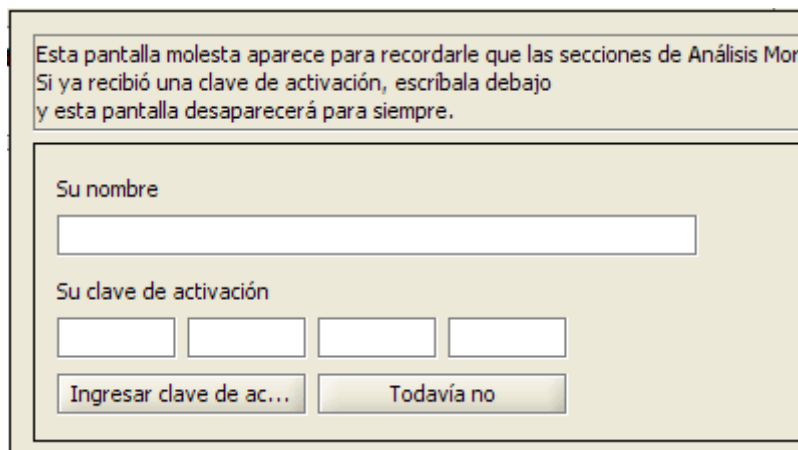 Esta pantalla molesta aparece para recordarle que las secciones de Análisis Mor
Si ya recibió una clave de activación, escríbala debajo
y esta pantalla desaparecerá para siempre.
Su nombre
Su clave de activación
Ingresar clave de ac... Todavía no